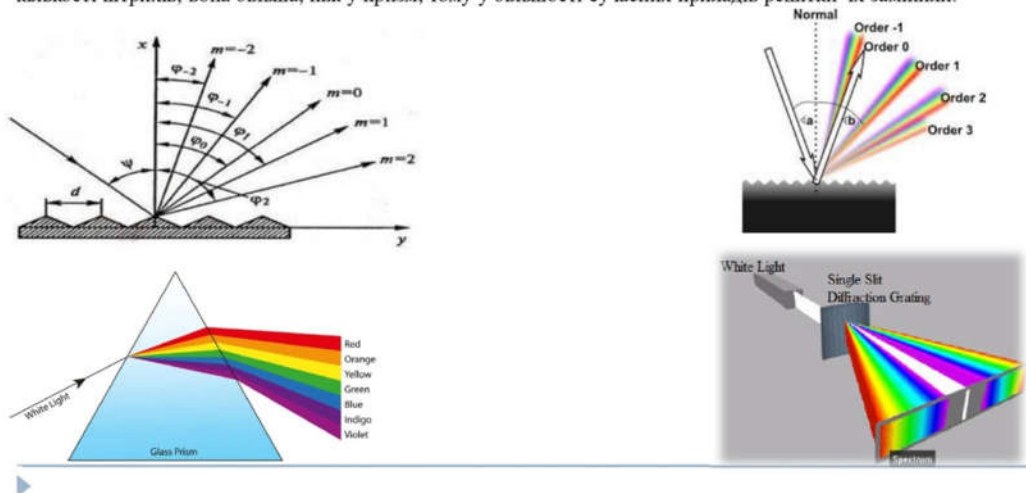 x
m=-2
m=-1
m=0
m=1
m=2
φ-2
φ-1
φ1
φ0
φ2
d
y
Normal
Order -1
Order 0
Order 1
Order 2
Order 3
a
b
White Light
Glass Prism
Red
Orange
Yellow
Green
Blue
Indigo
Violet
White Light
Single Slit
Diffraction Grating
Spectrum